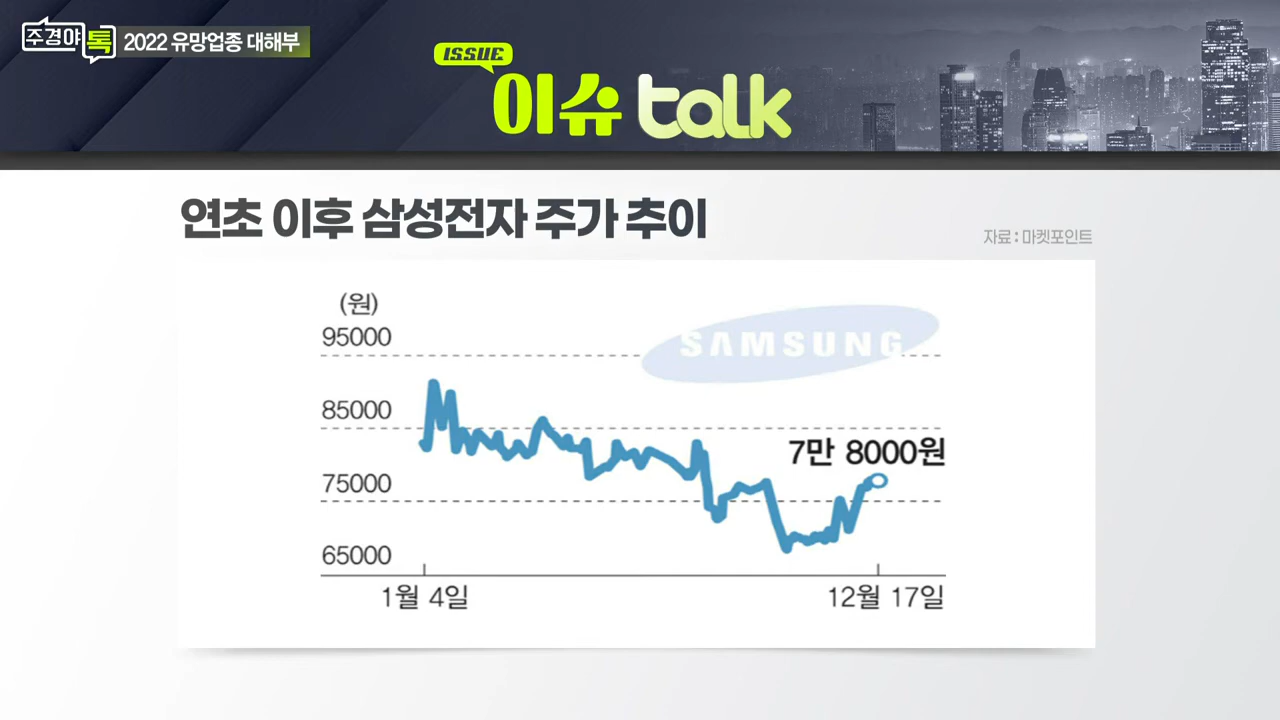 주경야톡 2022 유망업종 대해부
ISSUE
이슈 talk
연초 이후 삼성전자 주가 추이
자료 : 마켓포인트
(원)
95000
SAMSUNG
85000
7만 8000원
75000
65000
1월 4일 12월 17일